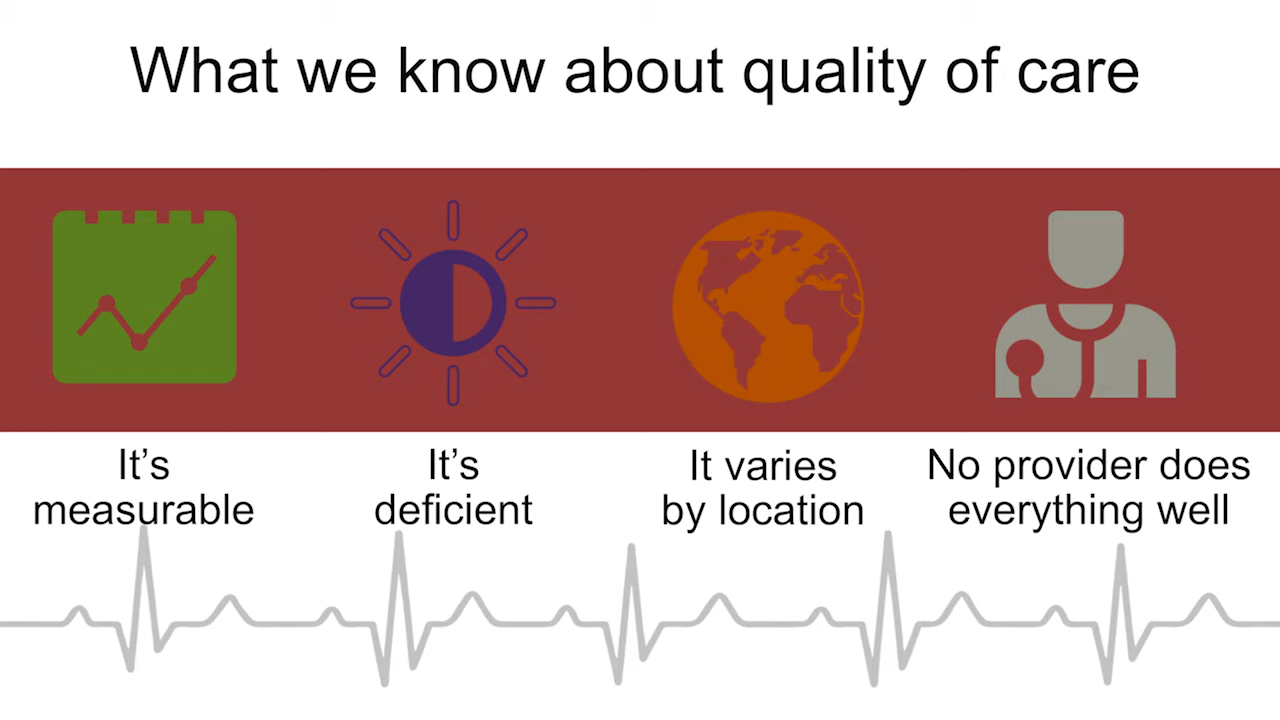 What we know about quality of care
It’s
measurable
It’s
deficient
It varies
by location
No provider does
everything well